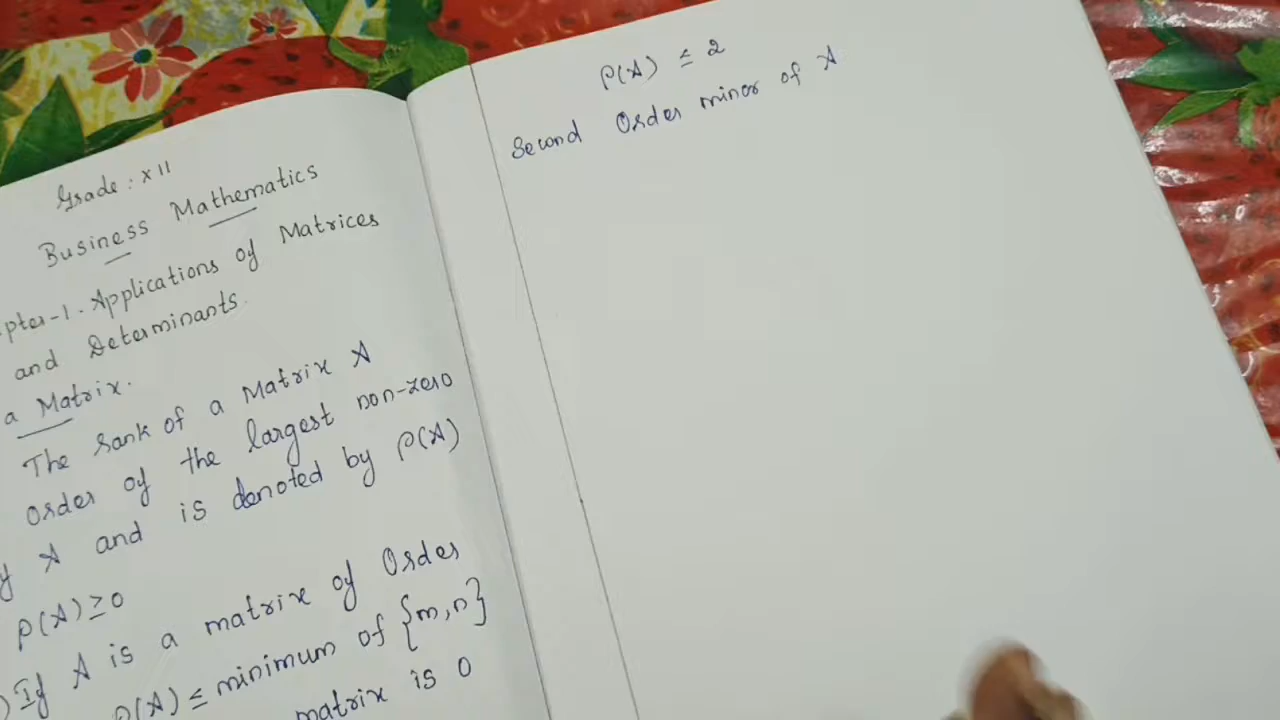 Grade : XII
Business Mathematics
Applications of Matrices
and Determinants.
a Matrix.
The rank of a Matrix A
order of the largest non-zero
A and is denoted by ρ(A)
ρ(A) ≥ 0
If A is a matrix of Order
ρ(A) ≤ minimum of {m, n}
matrix is 0
ρ(A) ≤ 2
Second Order minor of A